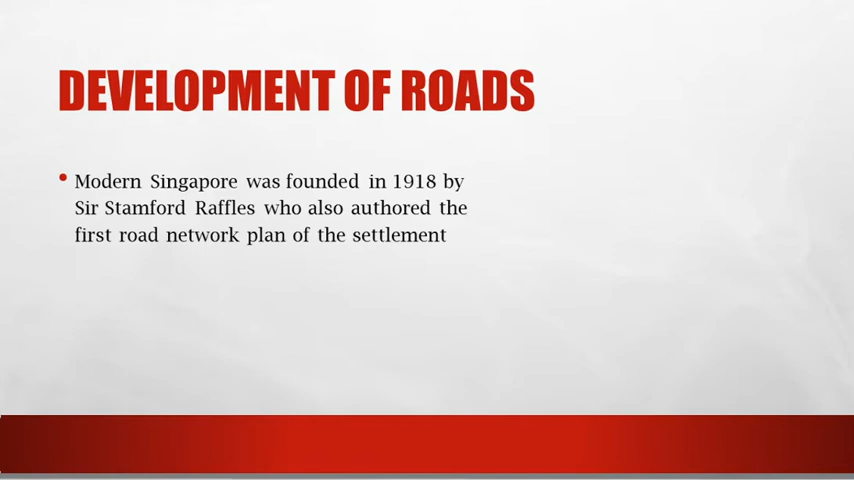 DEVELOPMENT OF ROADS
• Modern Singapore was founded in 1918 by
Sir Stamford Raffles who also authored the
first road network plan of the settlement